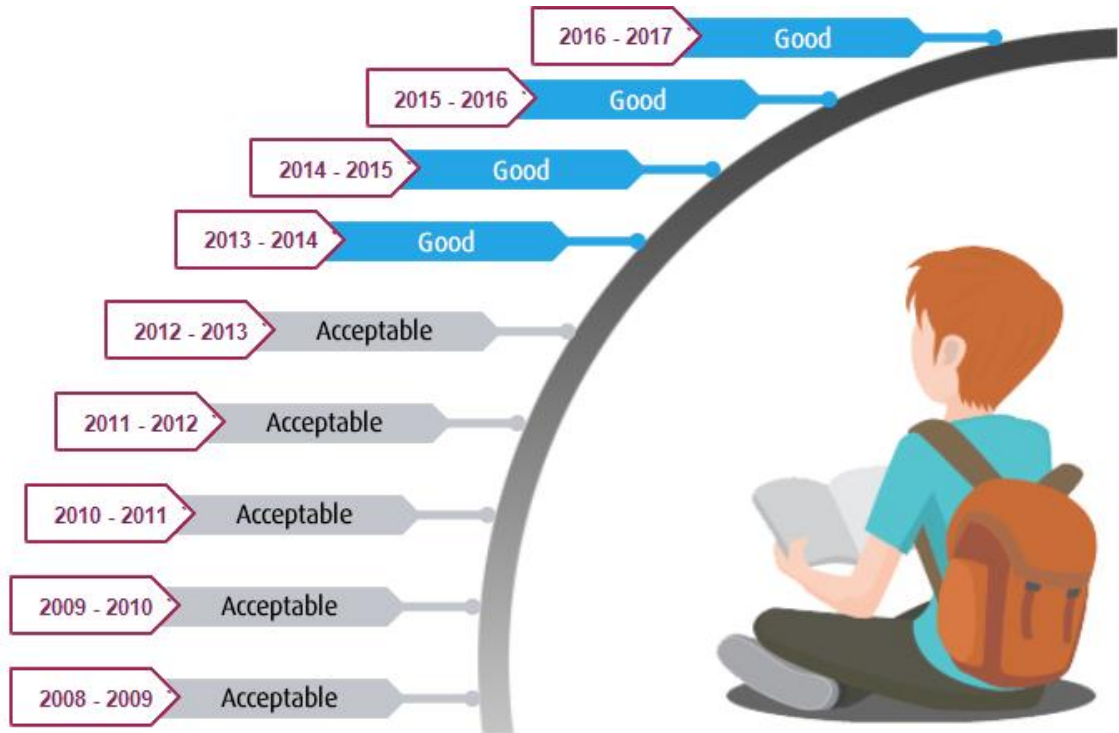 2016 - 2017 Good
2015 - 2016 Good
2014 - 2015 Good
2013 - 2014 Good
2012 - 2013 Acceptable
2011 - 2012 Acceptable
2010 - 2011 Acceptable
2009 - 2010 Acceptable
2008 - 2009 Acceptable